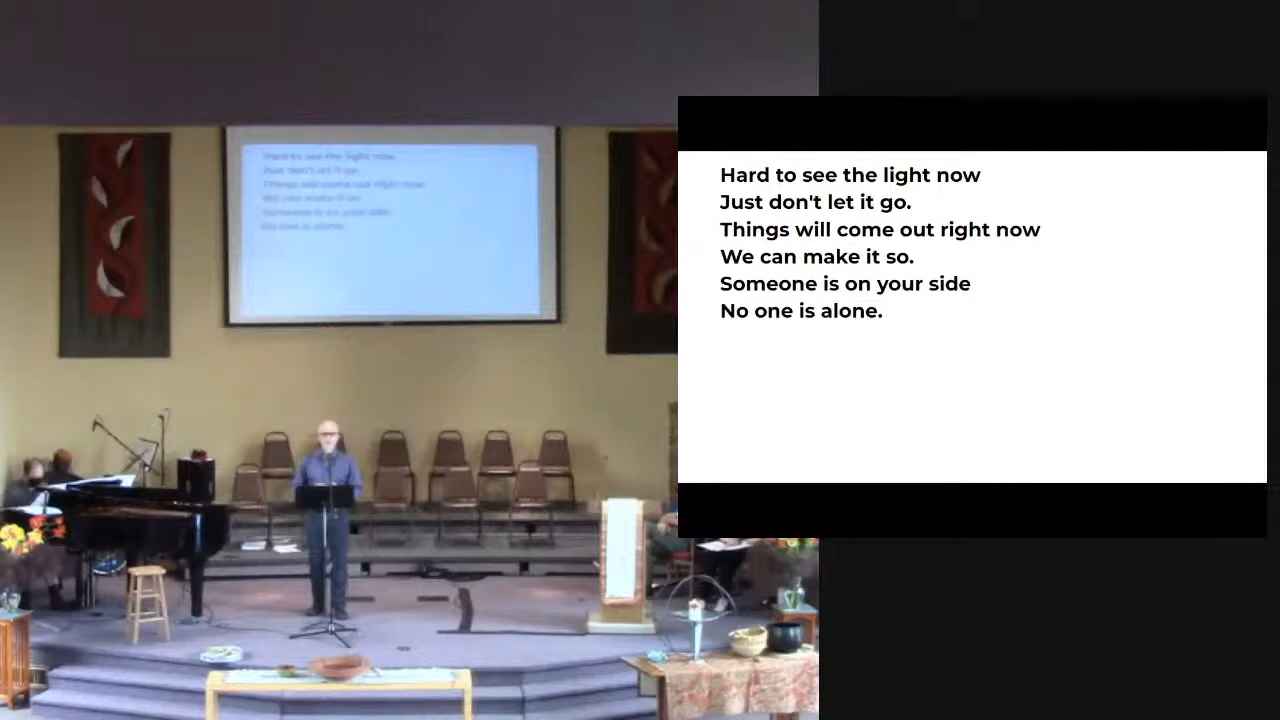 Hard to see the light now
Just don't let it go.
Things will come out right now
We can make it so.
Someone is on your side
No one is alone.